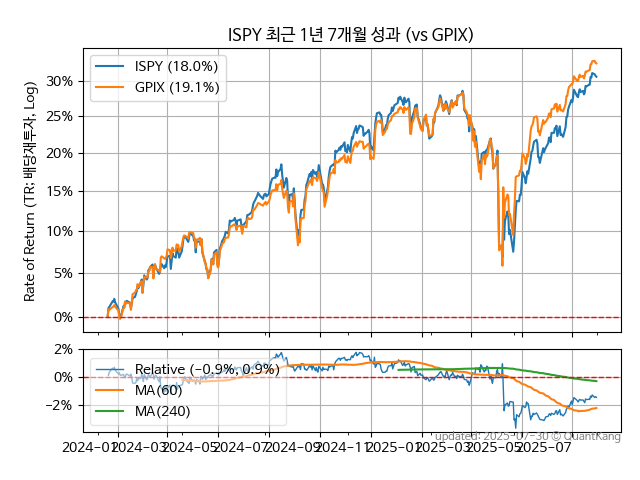 ISPY 최근 1년 7개월 성과 (vs GPIX)
ISPY (18.0%)
GPIX (19.1%)
Rate of Return (TR: 배당재투자, Log)
30%
25%
20%
15%
10%
5%
0%
2%
0%
−2%
Relative (−0.9%, 0.9%)
MA(60)
MA(240)
2024-01
2024-03
2024-05
2024-07
2024-09
2024-11
2025-01
2025-03
2025-05
2025-07
updated: 2025-07-30 © QuantKang